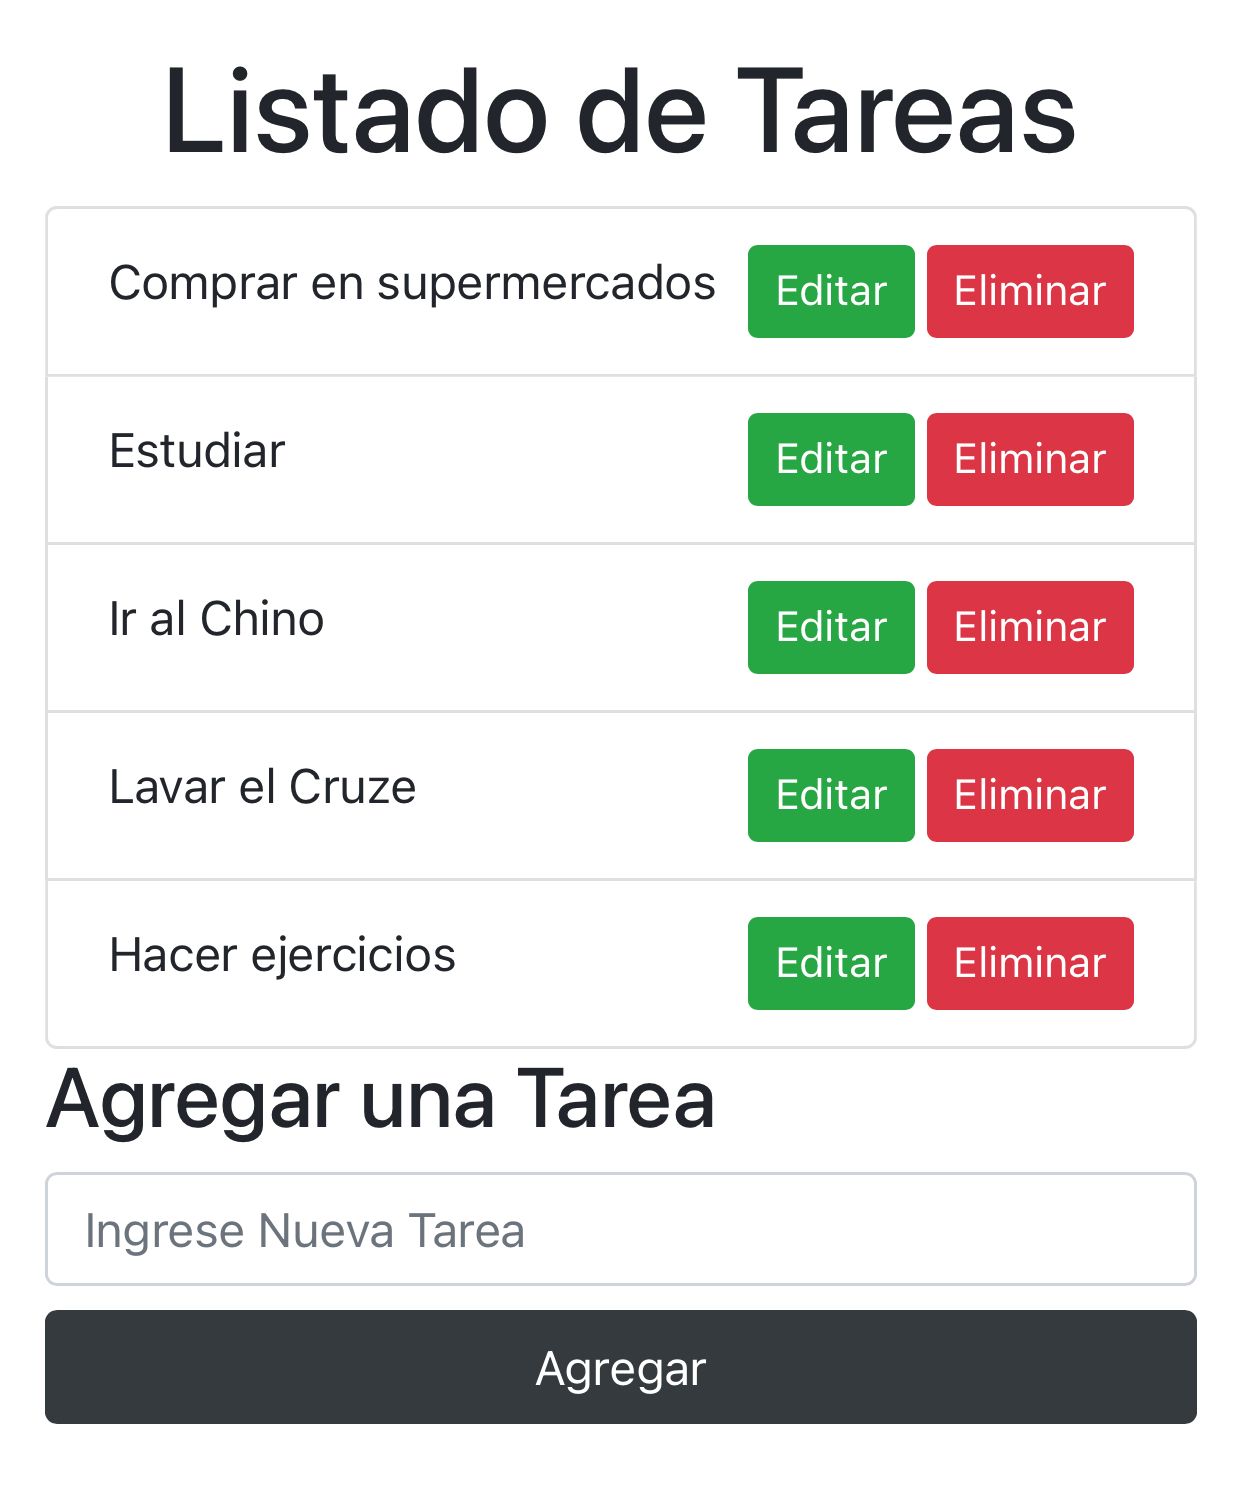 Listado de Tareas
Comprar en supermercados Editar Eliminar
Estudiar Editar Eliminar
Ir al Chino Editar Eliminar
Lavar el Cruze Editar Eliminar
Hacer ejercicios Editar Eliminar
Agregar una Tarea
Ingrese Nueva Tarea
Agregar